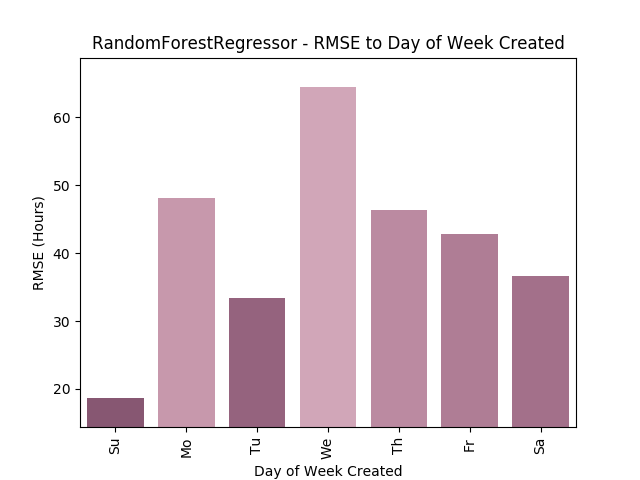 RandomForestRegressor - RMSE to Day of Week Created
60
50
40
30
20
RMSE (Hours)
Su Mo Tu We Th Fr Sa
Day of Week Created